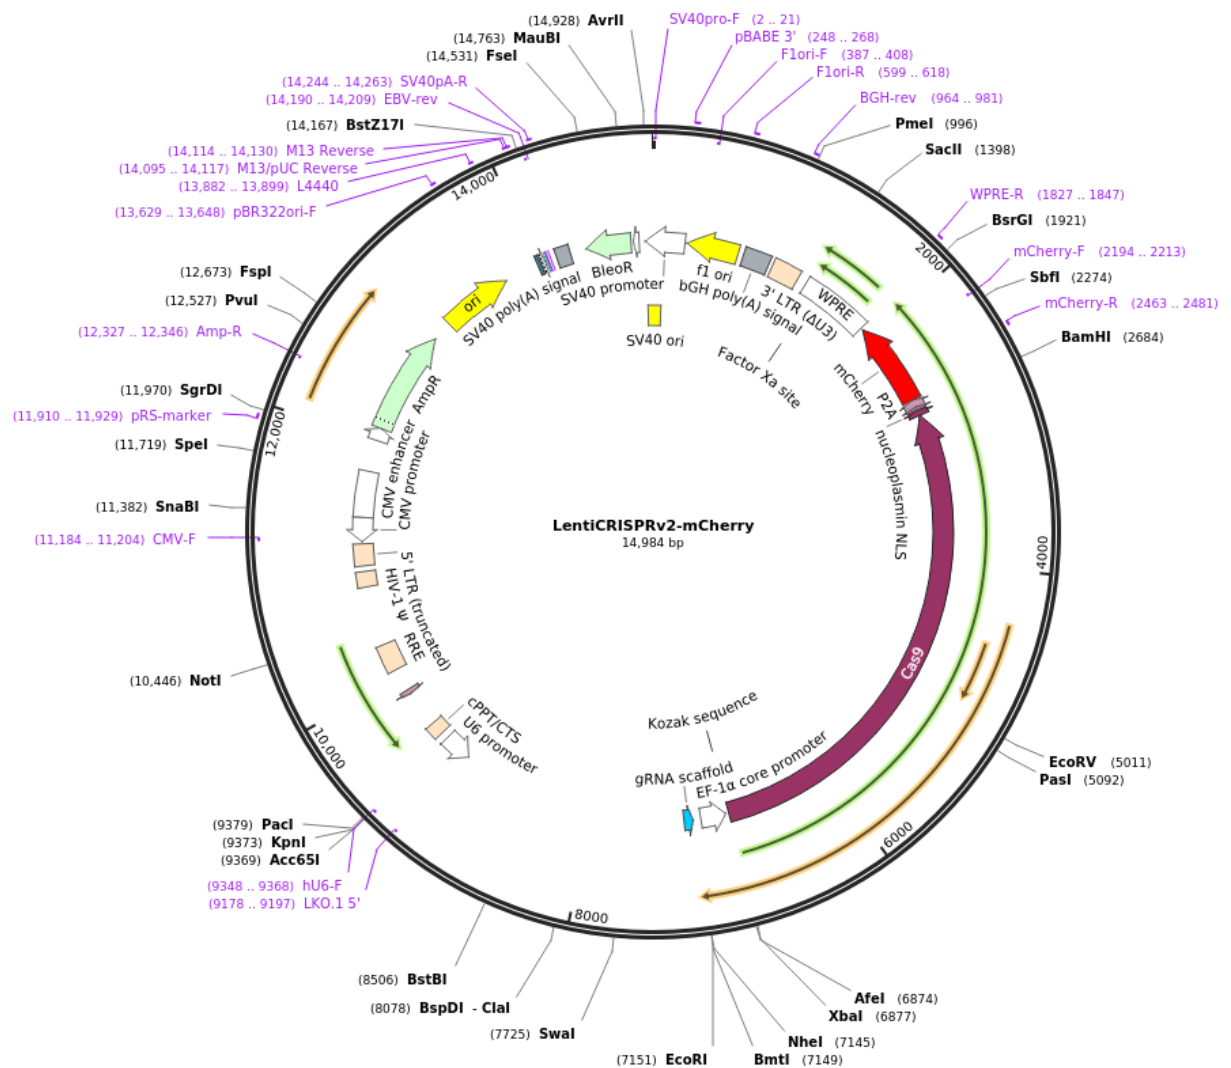 (14,928) AvrII
SV40pro-F (2 .. 21)
(14,763) MauBI
pBABE 3' (248 .. 268)
(14,531) FseI
F1ori-F (387 .. 408)
F1ori-R (599 .. 618)
(14,244 .. 14,263) SV40pA-R
(14,190 .. 14,209) EBV-rev
BGH-rev (964 .. 981)
(14,167) BstZ17I
PmeI (996)
(14,114 .. 14,130) M13 Reverse
SacII (1398)
(14,095 .. 14,117) M13/pUC Reverse
(13,882 .. 13,899) L4440
(13,629 .. 13,648) pBR322ori-F
14,000
WPRE-R (1827 .. 1847)
BsrGI (1921)
2000
mCherry-F (2194 .. 2213)
(12,673) FspI
SbfI (2274)
(12,527) PvuI
mCherry-R (2463 .. 2481)
(12,327 .. 12,346) Amp-R
BamHI (2684)
(11,970) SgrDI
(11,910 .. 11,929) pRS-marker
12,000
(11,719) SpeI
(11,382) SnaBI
(11,184 .. 11,204) CMV-F
ori
SV40 poly(A) signal
BleoR
SV40 promoter
SV40 ori
f1 ori
bGH poly(A) signal
3' LTR (ΔU3)
WPRE
Factor Xa site
mCherry
P2A
nucleoplasmin NLS
AmpR
CMV enhancer
CMV promoter
LentiCRISPRv2-mCherry
14,984 bp
4000
5' LTR (truncated)
HIV-1 Ψ
RRE
Cas9
(10,446) NotI
cPPT/CTS
U6 promoter
Kozak sequence
gRNA scaffold
EF-1α core promoter
10,000
EcoRV (5011)
PasI (5092)
6000
(9379) PacI
(9373) KpnI
(9369) Acc65I
(9348 .. 9368) hU6-F
(9178 .. 9197) LKO.1 5'
8000
(8506) BstBI
(8078) BspDI - ClaI
(7725) SwaI
AfeI (6874)
XbaI (6877)
NheI (7145)
(7151) EcoRI
BmtI (7149)